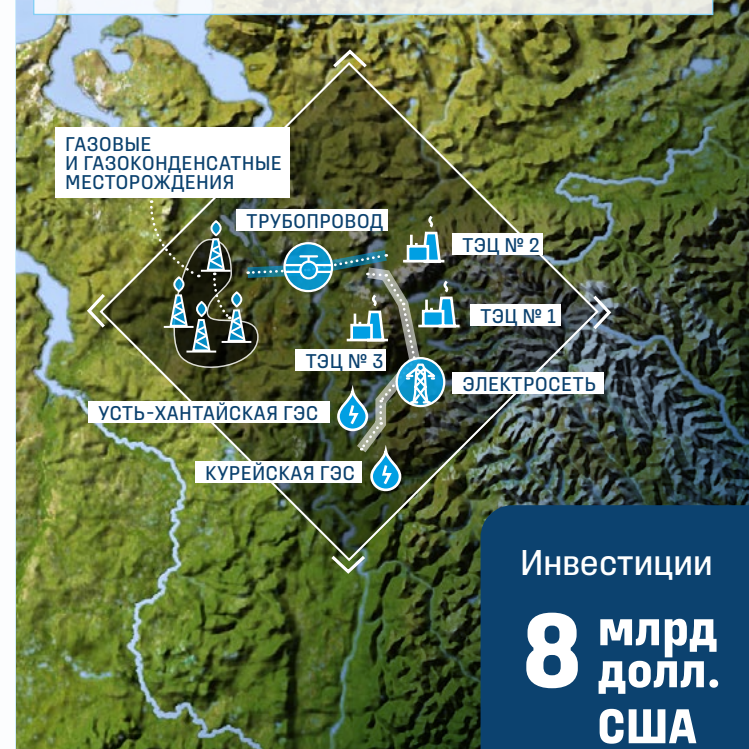 ГАЗОВЫЕ
И ГАЗОКОНДЕНСАТНЫЕ
МЕСТОРОЖДЕНИЯ
ТРУБОПРОВОД
ТЭЦ № 2
ТЭЦ № 1
ТЭЦ № 3
ЭЛЕКТРОСЕТЬ
УСТЬ-ХАНТАЙСКАЯ ГЭС
КУРЕЙСКАЯ ГЭС
Инвестиции
8 млрд
долл.
США